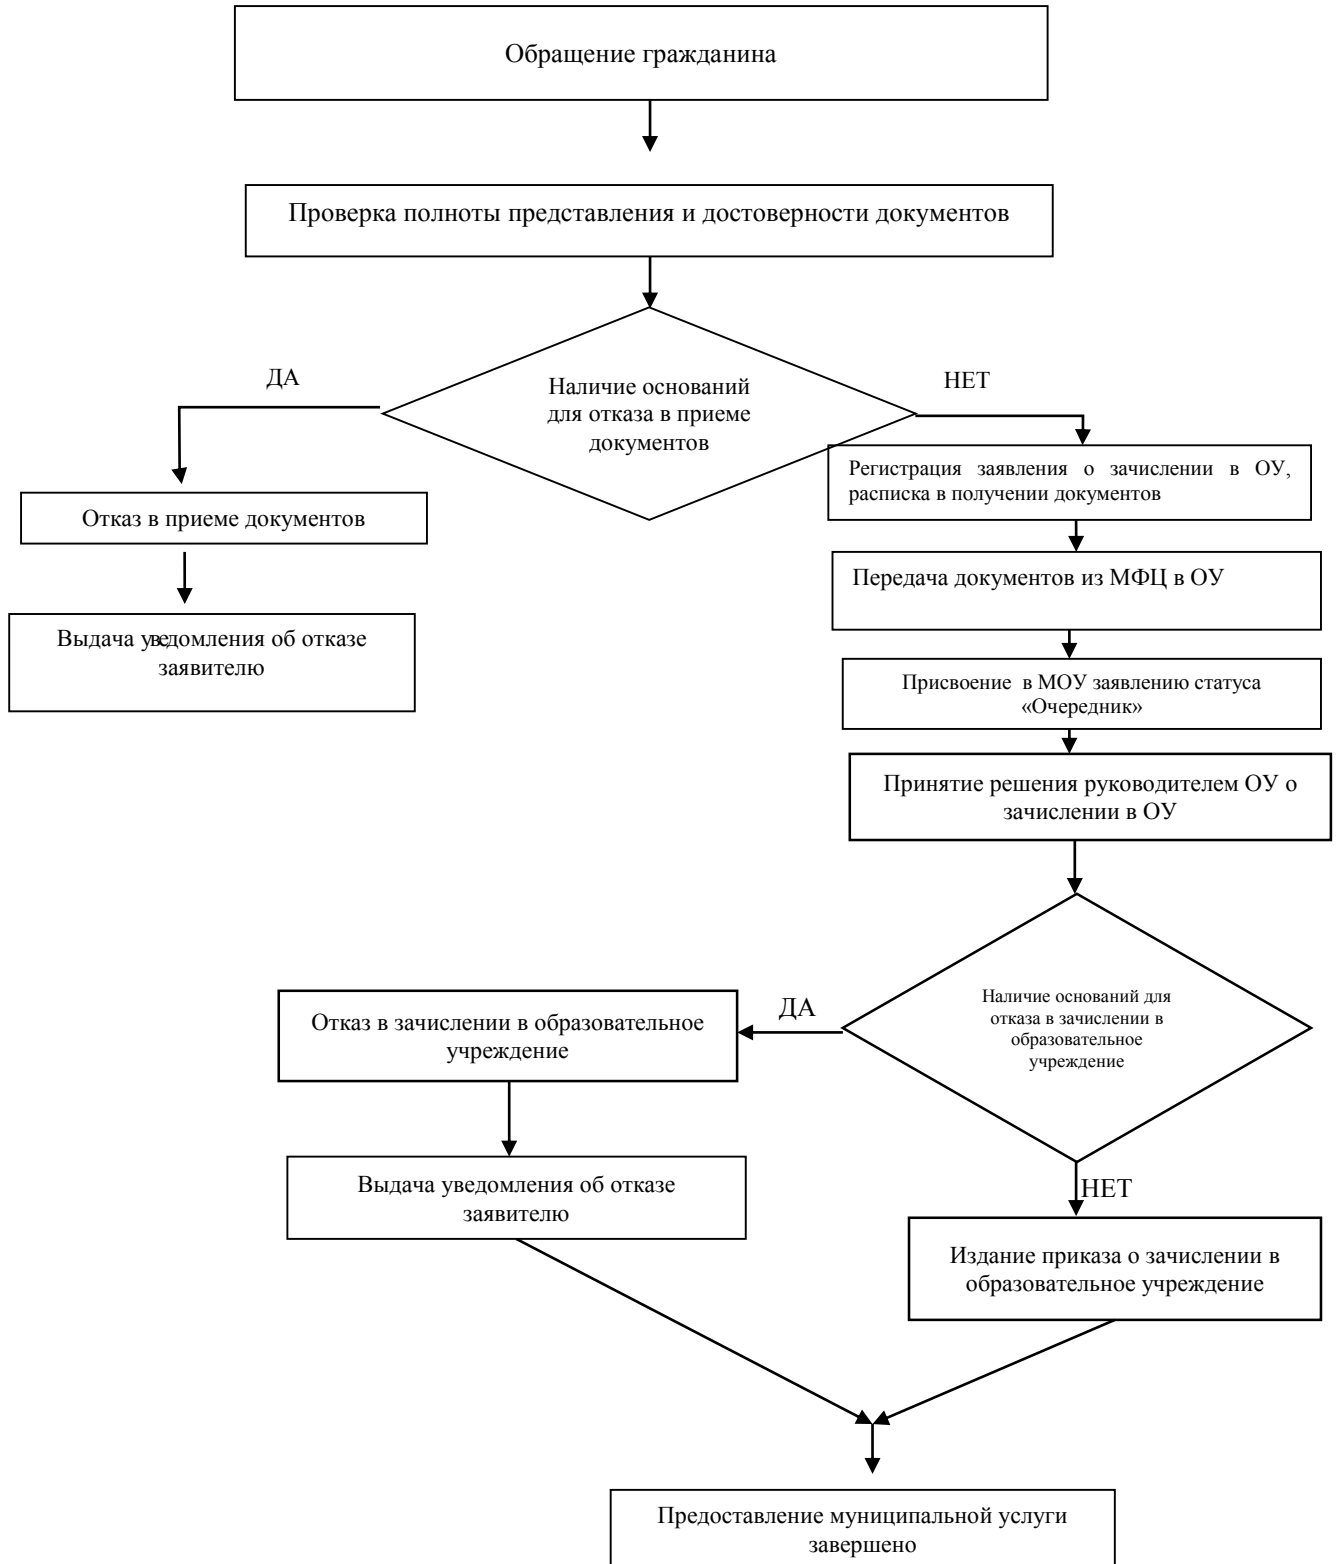 Обращение гражданина
Проверка полноты представления и достоверности документов
ДА
НЕТ
Наличие оснований
для отказа в приеме
документов
Регистрация заявления о зачислении в ОУ,
расписка в получении документов
Отказ в приеме документов
Передача документов из МФЦ в ОУ
Выдача уведомления об отказе
заявителю
Присвоение в МОУ заявлению статуса
«Очередник»
Принятие решения руководителем ОУ о
зачислении в ОУ
Наличие оснований для
отказа в зачислении в
образовательное
учреждение
ДА
Отказ в зачислении в образовательное
учреждение
Выдача уведомления об отказе
заявителю
НЕТ
Издание приказа о зачислении в
образовательное учреждение
Предоставление муниципальной услуги
завершено